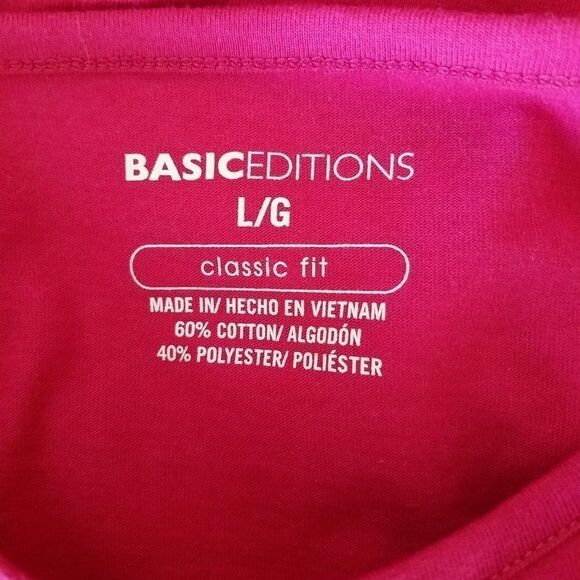 BASICEDITIONS
L/G
classic fit
MADE IN/ HECHO EN VIETNAM
60% COTTON/ ALGODÓN
40% POLYESTER/ POLIÉSTER